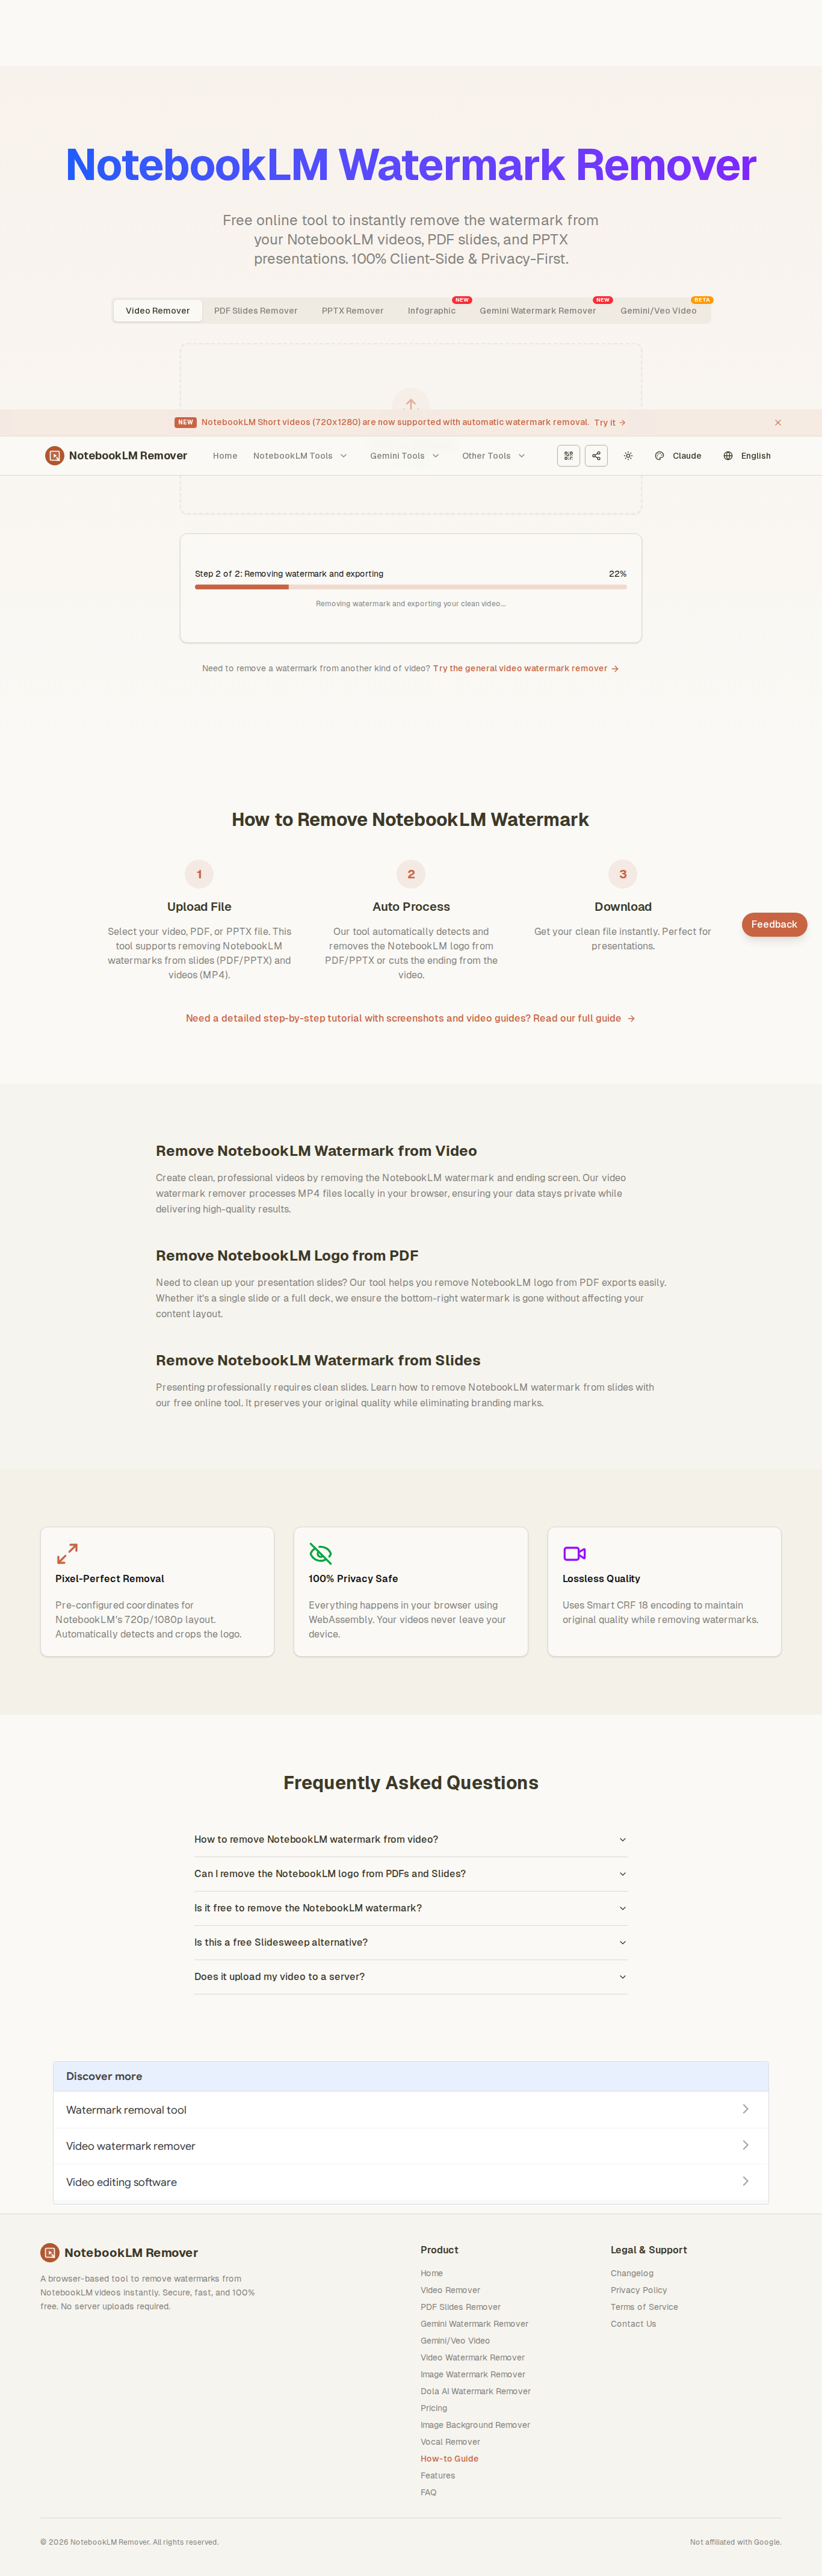 NotebookLM Watermark Remover
Free online tool to instantly remove the watermark from
your NotebookLM videos, PDF slides, and PPTX
presentations. 100% Client-Side & Privacy-First.
NEW
NEW
BETA
Video Remover
PDF Slides Remover
PPTX Remover
Infographic
Gemini Watermark Remover
Gemini/Veo Video
NEW NotebookLM Short videos (720x1280) are now supported with automatic watermark removal. Try it →
NotebookLM Remover
Home
NotebookLM Tools
Gemini Tools
Other Tools
Claude
English
Step 2 of 2: Removing watermark and exporting
22%
Removing watermark and exporting your clean video...
Need to remove a watermark from another kind of video? Try the general video watermark remover →
How to Remove NotebookLM Watermark
1
Upload File
Select your video, PDF, or PPTX file. This
tool supports removing NotebookLM
watermarks from slides (PDF/PPTX) and
videos (MP4).
2
Auto Process
Our tool automatically detects and
removes the NotebookLM logo from
PDF/PPTX or cuts the ending from the
video.
3
Download
Get your clean file instantly. Perfect for
presentations.
Feedback
Need a detailed step-by-step tutorial with screenshots and video guides? Read our full guide →
Remove NotebookLM Watermark from Video
Create clean, professional videos by removing the NotebookLM watermark and ending screen. Our video
watermark remover processes MP4 files locally in your browser, ensuring your data stays private while
delivering high-quality results.
Remove NotebookLM Logo from PDF
Need to clean up your presentation slides? Our tool helps you remove NotebookLM logo from PDF exports easily.
Whether it's a single slide or a full deck, we ensure the bottom-right watermark is gone without affecting your
content layout.
Remove NotebookLM Watermark from Slides
Presenting professionally requires clean slides. Learn how to remove NotebookLM watermark from slides with
our free online tool. It preserves your original quality while eliminating branding marks.
Pixel-Perfect Removal
Pre-configured coordinates for
NotebookLM's 720p/1080p layout.
Automatically detects and crops the logo.
100% Privacy Safe
Everything happens in your browser using
WebAssembly. Your videos never leave your
device.
Lossless Quality
Uses Smart CRF 18 encoding to maintain
original quality while removing watermarks.
Frequently Asked Questions
How to remove NotebookLM watermark from video?
Can I remove the NotebookLM logo from PDFs and Slides?
Is it free to remove the NotebookLM watermark?
Is this a free Slidesweep alternative?
Does it upload my video to a server?
Discover more
Watermark removal tool
Video watermark remover
Video editing software
NotebookLM Remover
A browser-based tool to remove watermarks from
NotebookLM videos instantly. Secure, fast, and 100%
free. No server uploads required.
Product
Home
Video Remover
PDF Slides Remover
Gemini Watermark Remover
Gemini/Veo Video
Video Watermark Remover
Image Watermark Remover
Dola AI Watermark Remover
Pricing
Image Background Remover
Vocal Remover
How-to Guide
Features
FAQ
Legal & Support
Changelog
Privacy Policy
Terms of Service
Contact Us
© 2026 NotebookLM Remover. All rights reserved.
Not affiliated with Google.